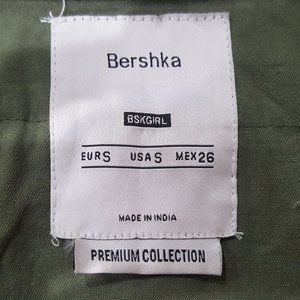 Bershka
BSKGIRL
EUR S USA S MEX 26
MADE IN INDIA
PREMIUM COLLECTION